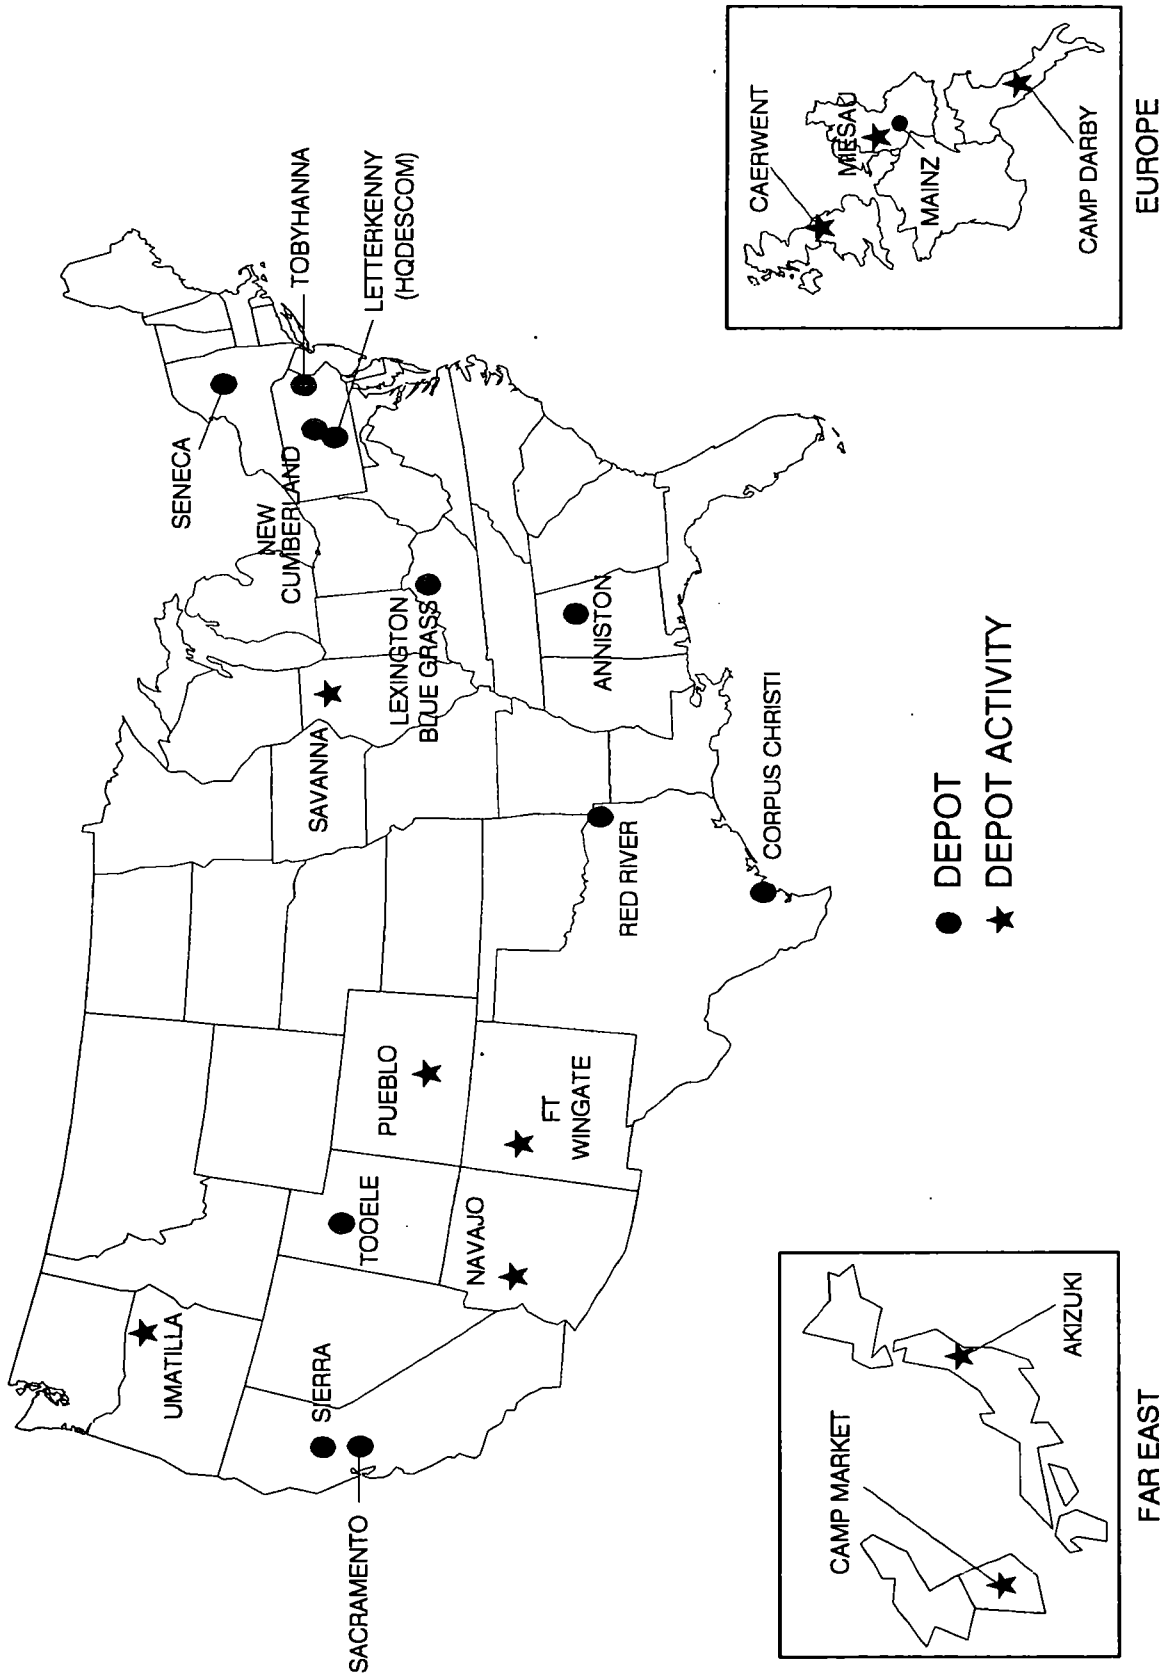 SENECA
TOBYHANNA
LETTERKENNY
(HQDESCOM)
NEW
CUMBERLAND
UMATILLA
SAVANNA
LEXINGTON
BLUE GRASS
SIERRA
SACRAMENTO
TOOELE
PUEBLO
NAVAJO
FT
WINGATE
ANNISTON
RED RIVER
CORPUS CHRISTI
DEPOT
DEPOT ACTIVITY
CAMP MARKET
AKIZUKI
FAR EAST
CAERWENT
MIESAU
MAINZ
CAMP DARBY
EUROPE